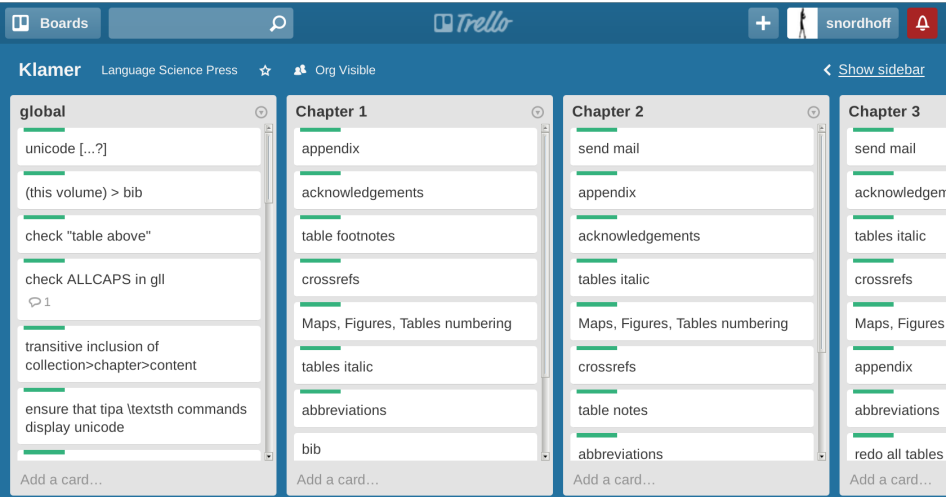 Boards
Trello
snordhoff
Klamer
Language Science Press
Org Visible
Show sidebar
global
unicode [...?]
(this volume) > bib
check "table above"
check ALLCAPS in gll
1
transitive inclusion of
collection>chapter>content
ensure that tipa \textsth commands
display unicode
Add a card…
Chapter 1
appendix
acknowledgements
table footnotes
crossrefs
Maps, Figures, Tables numbering
tables italic
abbreviations
bib
Add a card…
Chapter 2
send mail
appendix
acknowledgements
tables italic
Maps, Figures, Tables numbering
crossrefs
table notes
abbreviations
Add a card…
Chapter 3
send mail
acknowledgem
tables italic
crossrefs
Maps, Figures
appendix
abbreviations
redo all tables
Add a card…